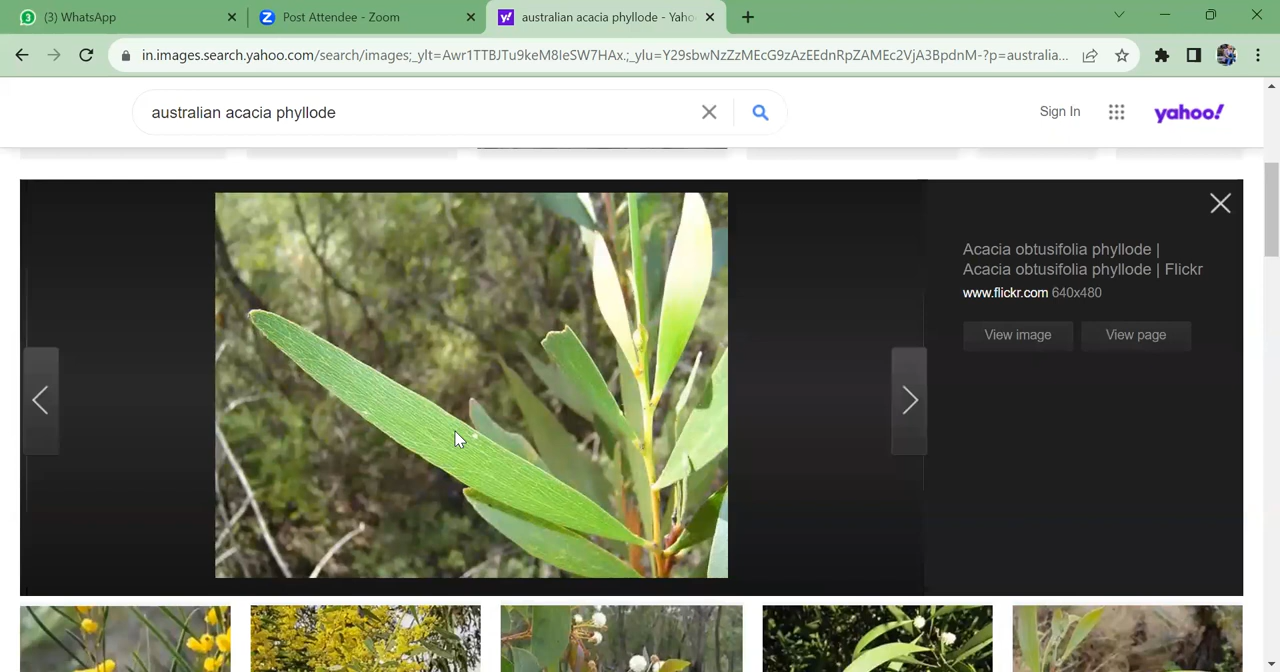 (3) WhatsApp
Post Attendee - Zoom
australian acacia phyllode - Yaho
in.images.search.yahoo.com/search/images;_ylt=Awr1TTBJTu9keM8IeSW7HAx.;_ylu=Y29sbwNzZzMEcG9zAzEEdnRpZAMEc2VjA3BpdnM-?p=australia...
australian acacia phyllode
Sign In
yahoo!
Acacia obtusifolia phyllode |
Acacia obtusifolia phyllode | Flickr
www.flickr.com 640x480
View image
View page